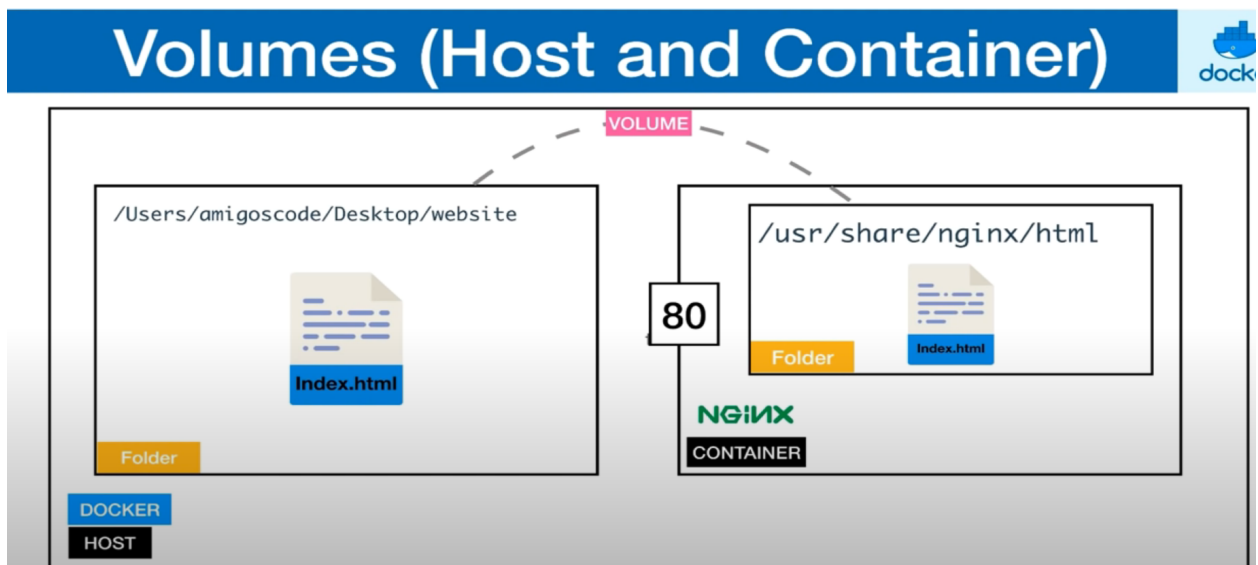 Volumes (Host and Container)
VOLUME
/Users/amigoscode/Desktop/website
Index.html
Folder
/usr/share/nginx/html
80
Index.html
Folder
NGINX
CONTAINER
DOCKER
HOST